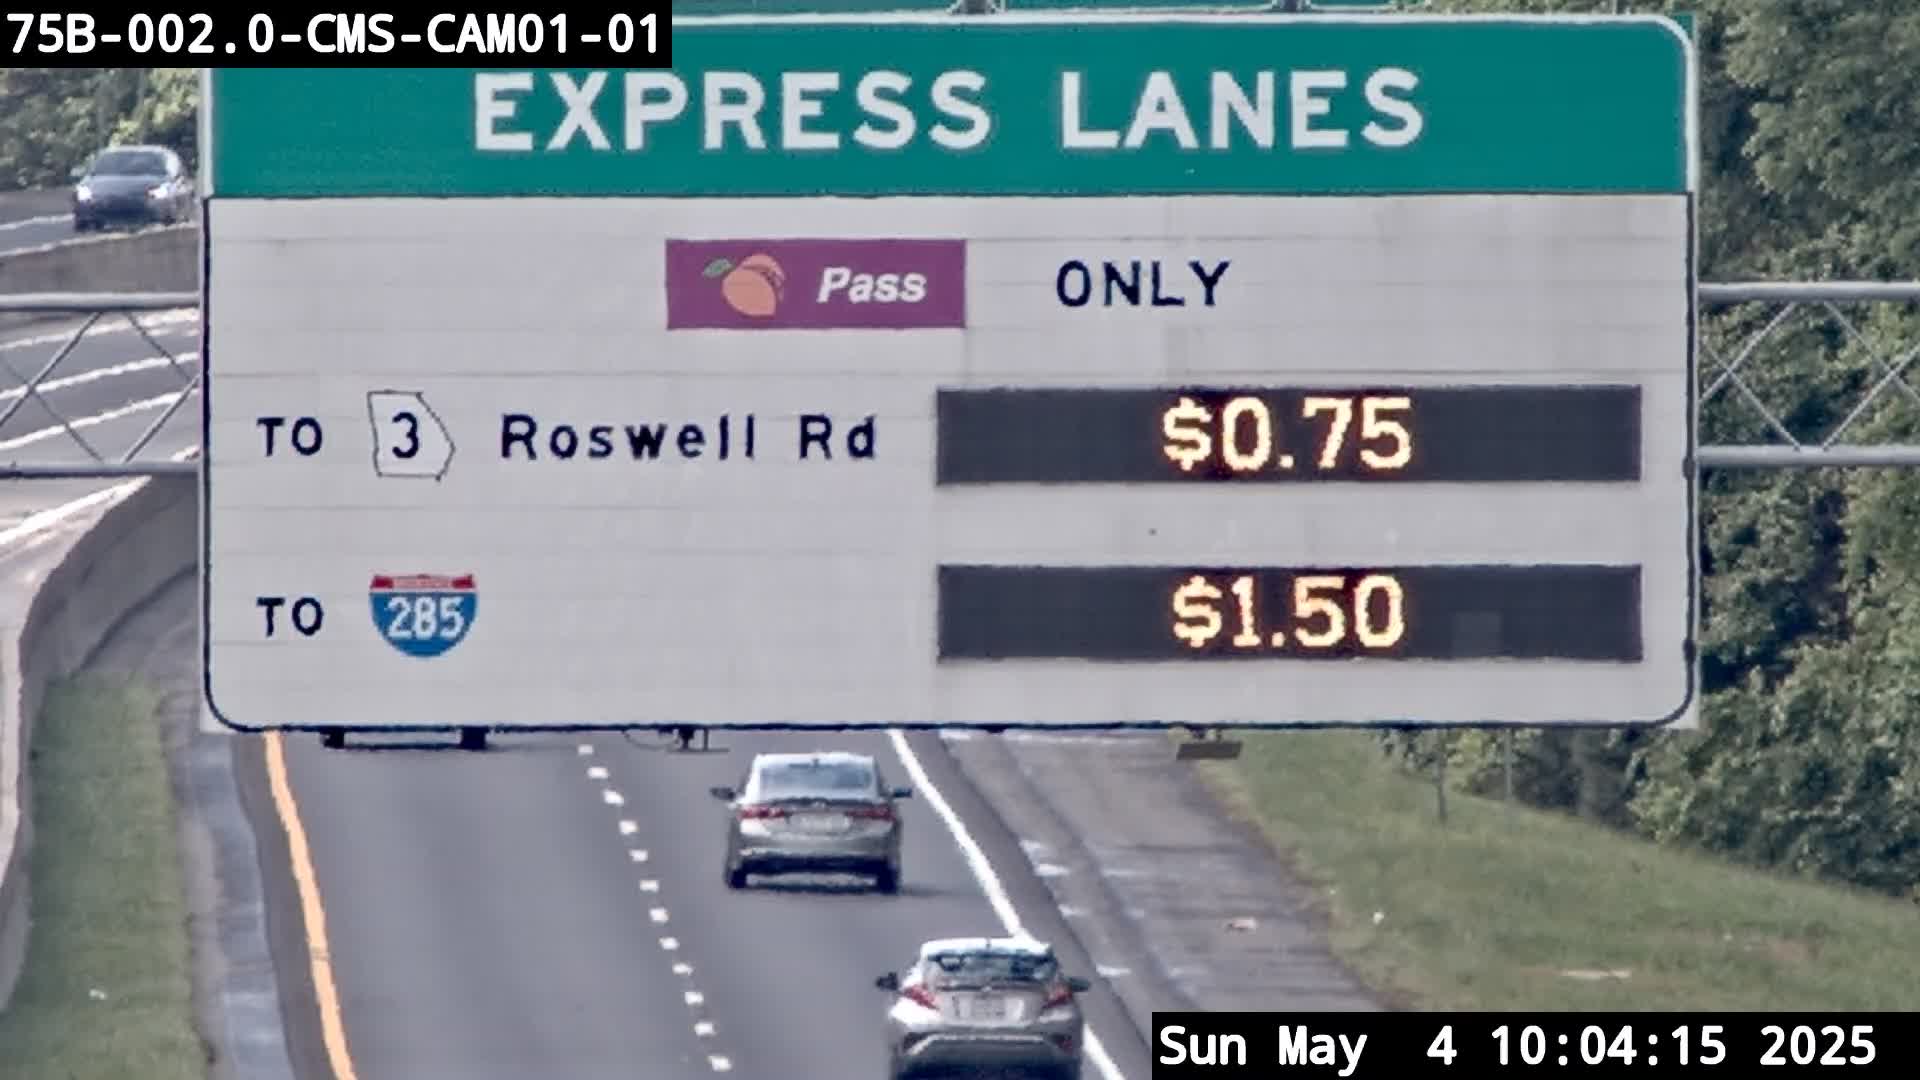 75B-002.0-CMS-CAM01-01
EXPRESS LANES
Pass ONLY
TO 3 Roswell Rd $0.75
TO 285 $1.50
Sun May 4 10:04:15 2025